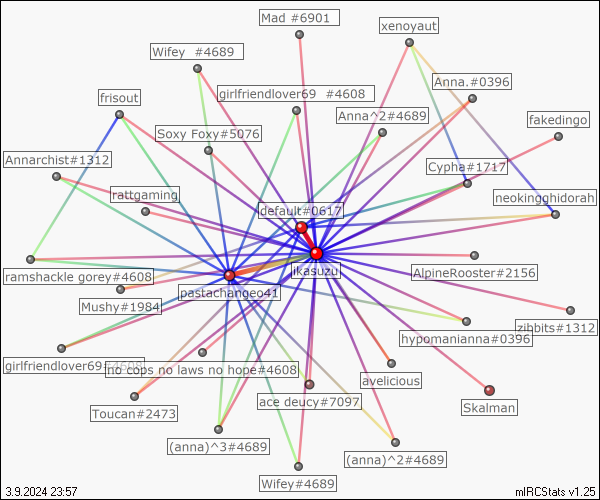 Mad #6901
xenoyaut
Wifey #4689
Anna.#0396
girlfriendlover69 #4608
frisout
Anna^2#4689
fakedingo
Soxy Foxy#5076
Annarchist#1312
Cypha#1717
rattgaming
neokingghidorah
default#0617
ikasuzu
ramshackle gorey#4608
AlpineRooster#2156
pastachangeo41
Mushy#1984
zibbits#1312
hypomanianna#0396
girlfriendlover69#4608
no cops no laws no hope#4608
avelicious
ace deucy#7097
Skalman
Toucan#2473
(anna)^3#4689
(anna)^2#4689
Wifey#4689
3.9.2024 23:57
mIRCStats v1.25